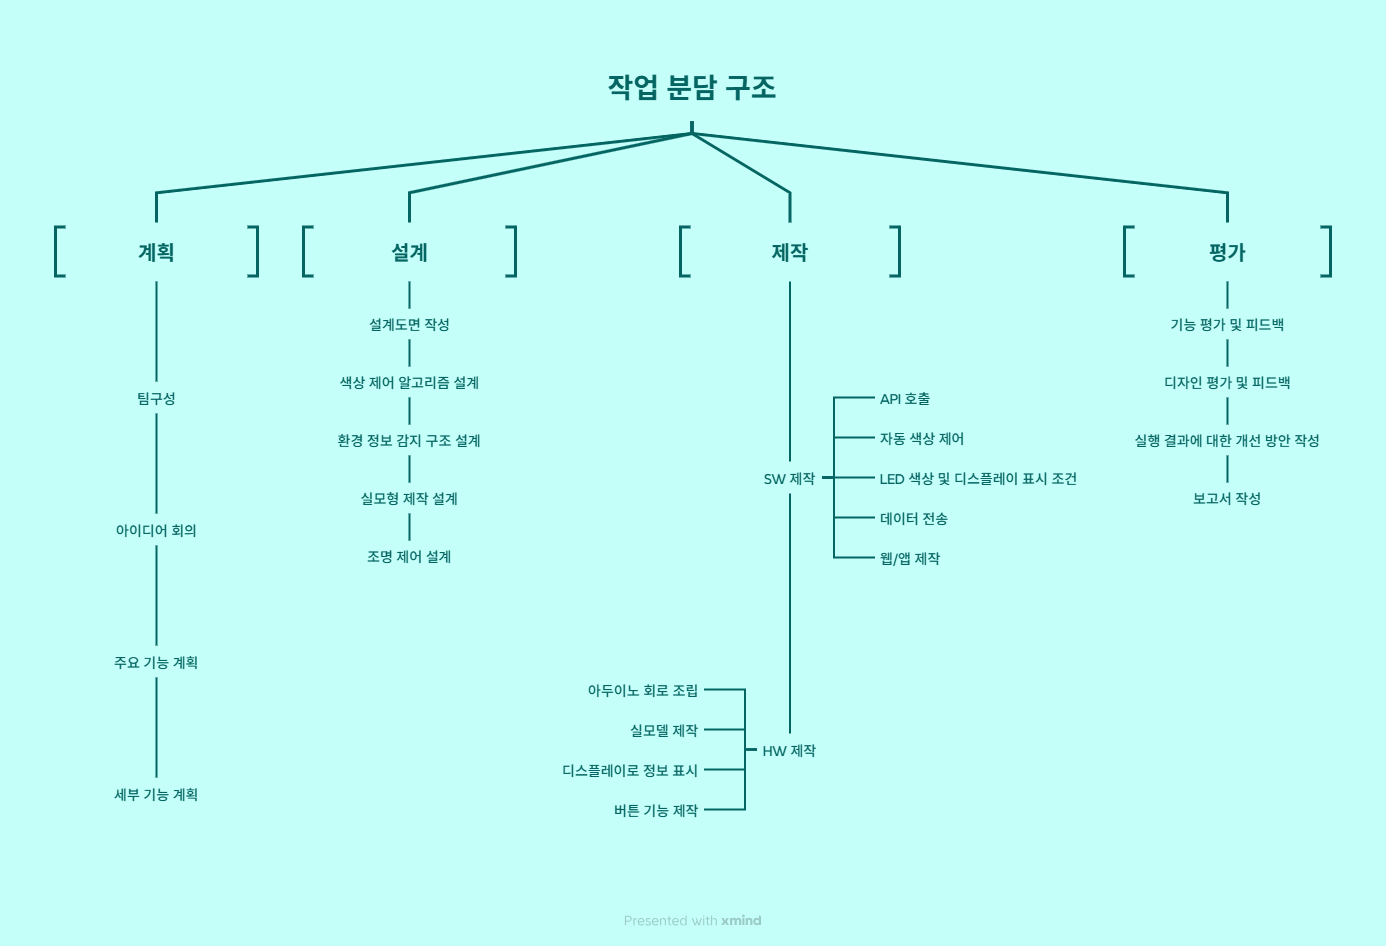 작업 분담 구조
계획
팀구성
아이디어 회의
주요 기능 계획
세부 기능 계획
설계
설계도면 작성
색상 제어 알고리즘 설계
환경 정보 감지 구조 설계
실모형 제작 설계
조명 제어 설계
제작
SW 제작
API 호출
자동 색상 제어
LED 색상 및 디스플레이 표시 조건
데이터 전송
웹/앱 제작
HW 제작
아두이노 회로 조립
실모델 제작
디스플레이로 정보 표시
버튼 기능 제작
평가
기능 평가 및 피드백
디자인 평가 및 피드백
실행 결과에 대한 개선 방안 작성
보고서 작성
Presented with xmind